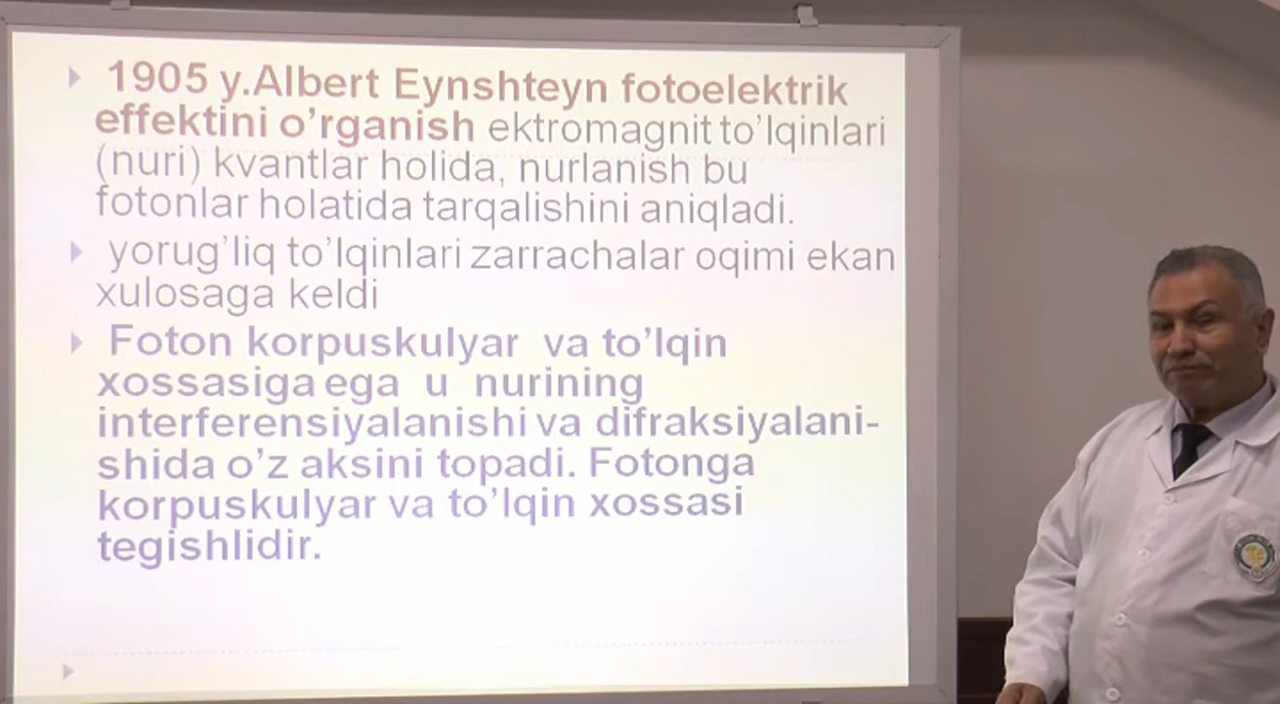 1905 y.Albert Eynshteyn fotoelektrik
effektini o’rganish ektromagnit to’lqinlari
(nuri) kvantlar holida, nurlanish bu
fotonlar holatida tarqalishini aniqladi.
yorug’liq to’lqinlari zarrachalar oqimi ekan
xulosaga keldi
Foton korpuskulyar va to’lqin
xossasiga ega u nurining
interferensiyalanishi va difraksiyalani-
shida o’z aksini topadi. Fotonga
korpuskulyar va to’lqin xossasi
tegishlidir.